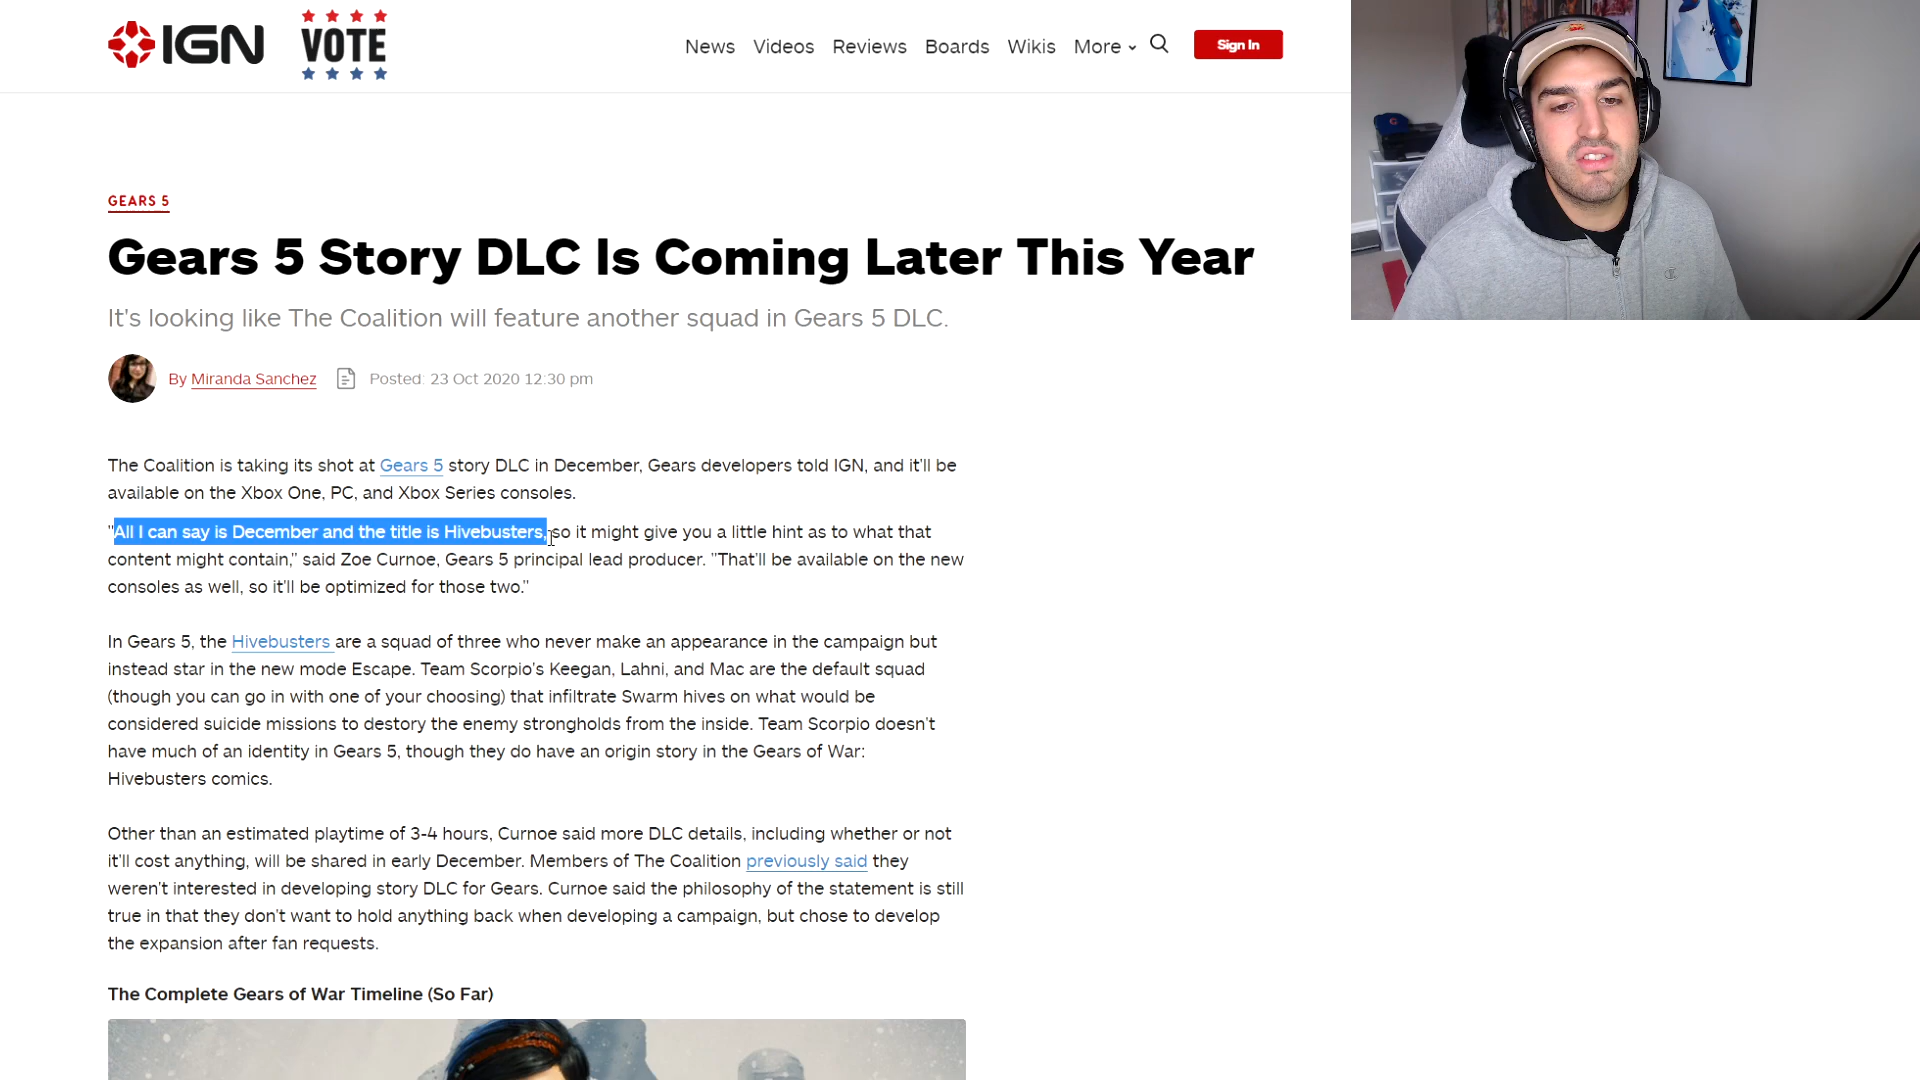 IGN
VOTE
News Videos Reviews Boards Wikis More
Sign In
GEARS 5
Gears 5 Story DLC Is Coming Later This Year
It's looking like The Coalition will feature another squad in Gears 5 DLC.
By Miranda Sanchez Posted: 23 Oct 2020 12:30 pm
The Coalition is taking its shot at Gears 5 story DLC in December, Gears developers told IGN, and it'll be
available on the Xbox One, PC, and Xbox Series consoles.
"All I can say is December and the title is Hivebusters, so it might give you a little hint as to what that
content might contain," said Zoe Curnoe, Gears 5 principal lead producer. "That'll be available on the new
consoles as well, so it'll be optimized for those two."
In Gears 5, the Hivebusters are a squad of three who never make an appearance in the campaign but
instead star in the new mode Escape. Team Scorpio's Keegan, Lahni, and Mac are the default squad
(though you can go in with one of your choosing) that infiltrate Swarm hives on what would be
considered suicide missions to destory the enemy strongholds from the inside. Team Scorpio doesn't
have much of an identity in Gears 5, though they do have an origin story in the Gears of War:
Hivebusters comics.
Other than an estimated playtime of 3-4 hours, Curnoe said more DLC details, including whether or not
it'll cost anything, will be shared in early December. Members of The Coalition previously said they
weren't interested in developing story DLC for Gears. Curnoe said the philosophy of the statement is still
true in that they don't want to hold anything back when developing a campaign, but chose to develop
the expansion after fan requests.
The Complete Gears of War Timeline (So Far)